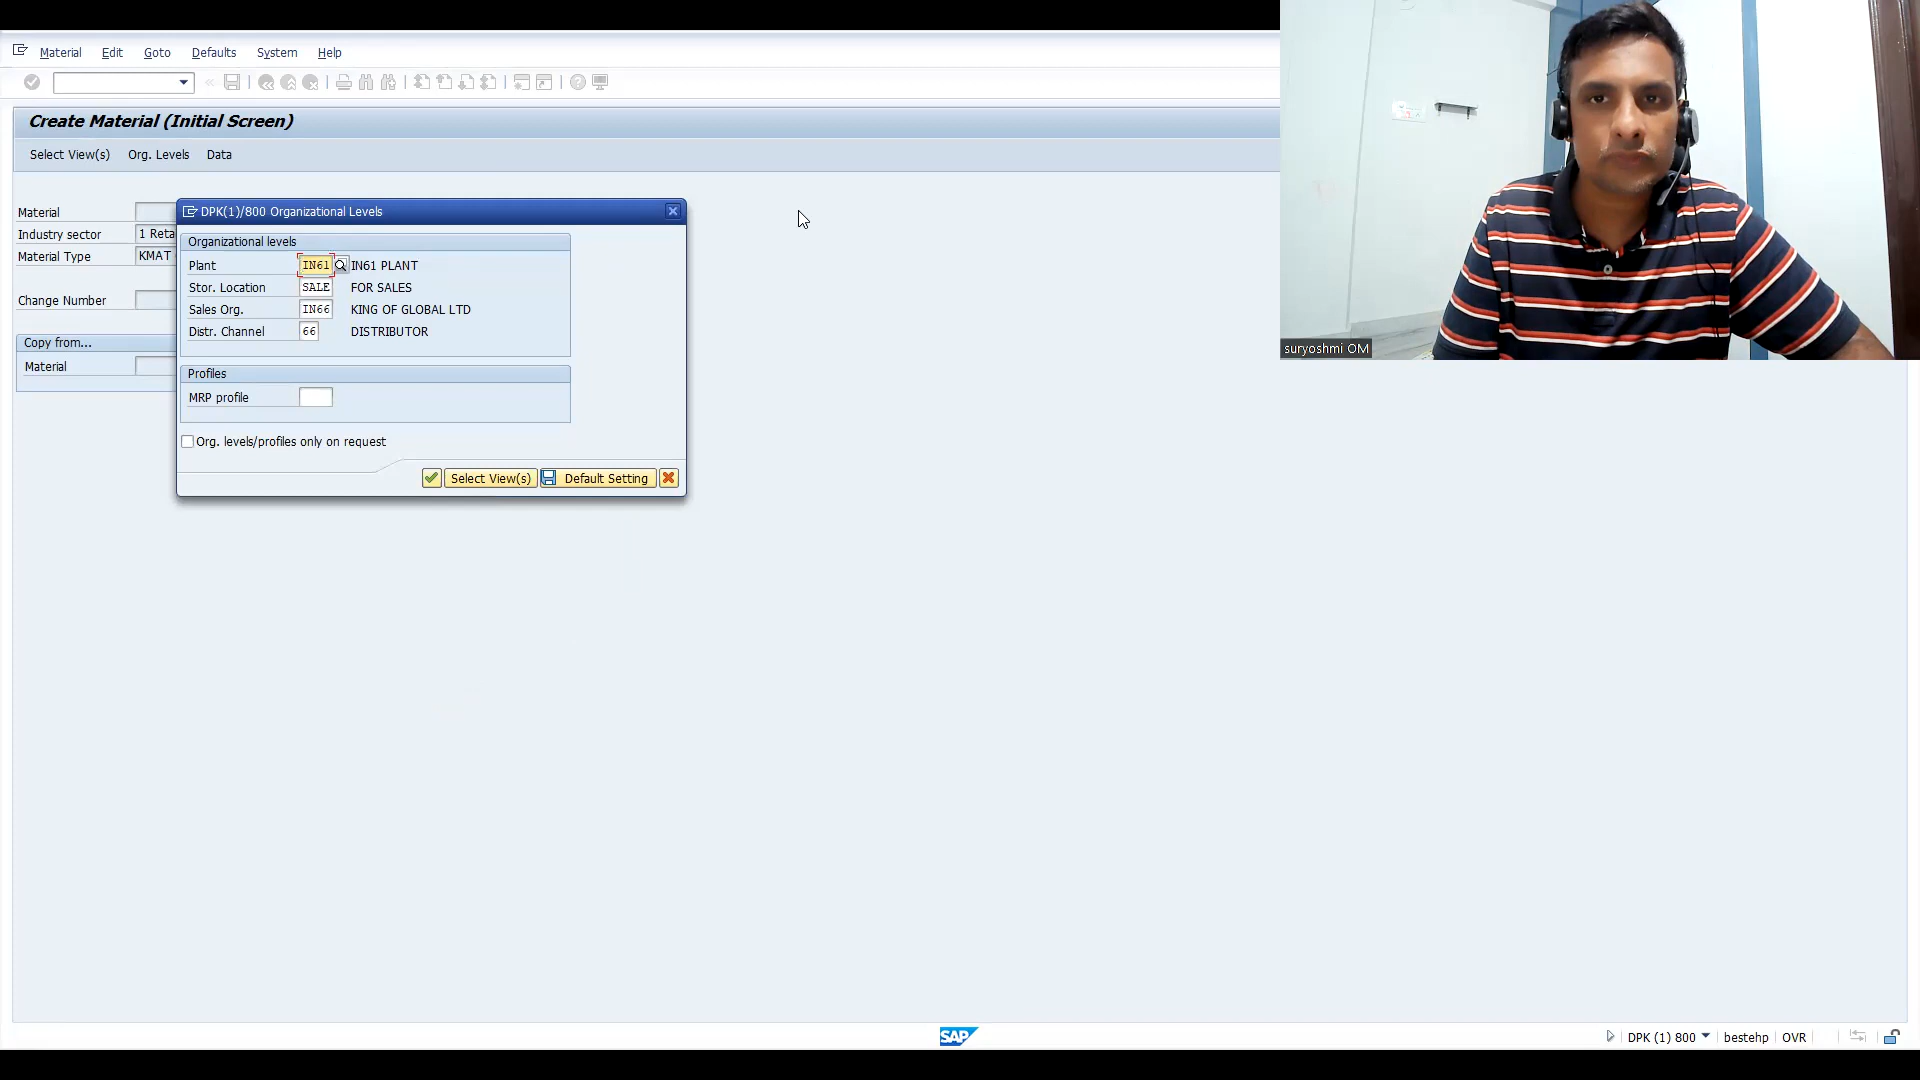 Material Edit Goto Defaults System Help
Create Material (Initial Screen)
Select View(s) Org. Levels Data
Material
Industry sector 1 Reta
Material Type KMAT
Change Number
Copy from...
Material
DPK(1)/800 Organizational Levels
Organizational levels
Plant IN61 IN61 PLANT
Stor. Location SALE FOR SALES
Sales Org. IN66 KING OF GLOBAL LTD
Distr. Channel 66 DISTRIBUTOR
Profiles
MRP profile
Org. levels/profiles only on request
Select View(s) Default Setting
suryoshmi OM
SAP
DPK (1) 800 bestehp OVR